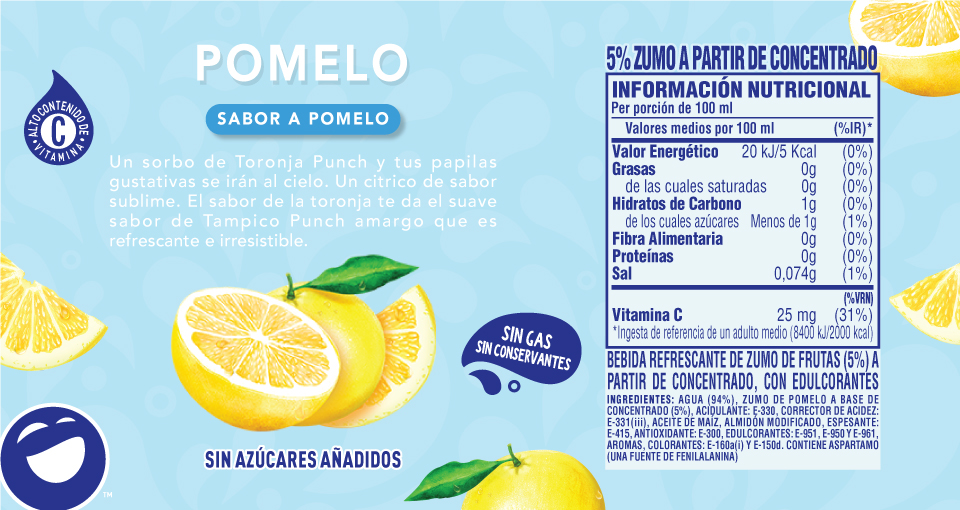 POMELO
SABOR A POMELO
ALTO CONTENIDO DE
C
VITAMINA
Un sorbo de Toronja Punch y tus papilas
gustativas se irán al cielo. Un cítrico de sabor
sublime. El sabor de la toronja te da el suave
sabor de Tampico Punch amargo que es
refrescante e irresistible.
SIN GAS
SIN CONSERVANTES
SIN AZÚCARES AÑADIDOS
TM
5% ZUMO A PARTIR DE CONCENTRADO
INFORMACIÓN NUTRICIONAL
Per porción de 100 ml
Valores medios por 100 ml (%IR)*
Valor Energético 20 kJ/5 Kcal (0%)
Grasas 0g (0%)
de las cuales saturadas 0g (0%)
Hidratos de Carbono 1g (0%)
de los cuales azúcares Menos de 1g (1%)
Fibra Alimentaria 0g (0%)
Proteínas 0g (0%)
Sal 0,074g (1%)
(%VRN)
Vitamina C 25 mg (31%)
*Ingesta de referencia de un adulto medio (8400 kJ/2000 kcal)
BEBIDA REFRESCANTE DE ZUMO DE FRUTAS (5%) A
PARTIR DE CONCENTRADO, CON EDULCORANTES
INGREDIENTES: AGUA (94%), ZUMO DE POMELO A BASE DE
CONCENTRADO (5%), ACIDULANTE: E-330, CORRECTOR DE ACIDEZ:
E-331(iii), ACEITE DE MAÍZ, ALMIDÓN MODIFICADO, ESPESANTE:
E-415, ANTIOXIDANTE: E-300, EDULCORANTES: E-951, E-950 Y E-961,
AROMAS, COLORANTES: E-160a(i) Y E-150d. CONTIENE ASPARTAMO
(UNA FUENTE DE FENILALANINA)